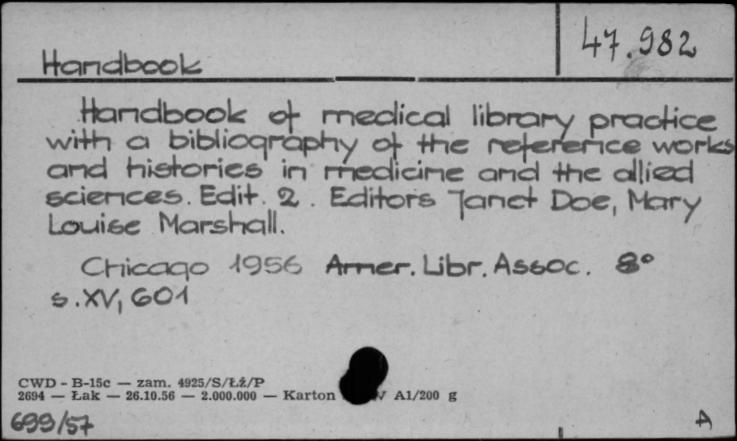 47.982
Handbook
Handbook of medical library practice
with a bibliography of the reference works
and histories in medicine and the allied
sciences. Edit. 2. Editors Janet Doe, Mary
Louise Marshall.
Chicago 1956 Amer. Libr. Assoc. 8°
s. XV, 601
CWD - B-15c — zam. 4925/S/Łź/P
2694 — Łak — 26.10.56 — 2.000.000 — Karton V A1/200 g
699/57 A